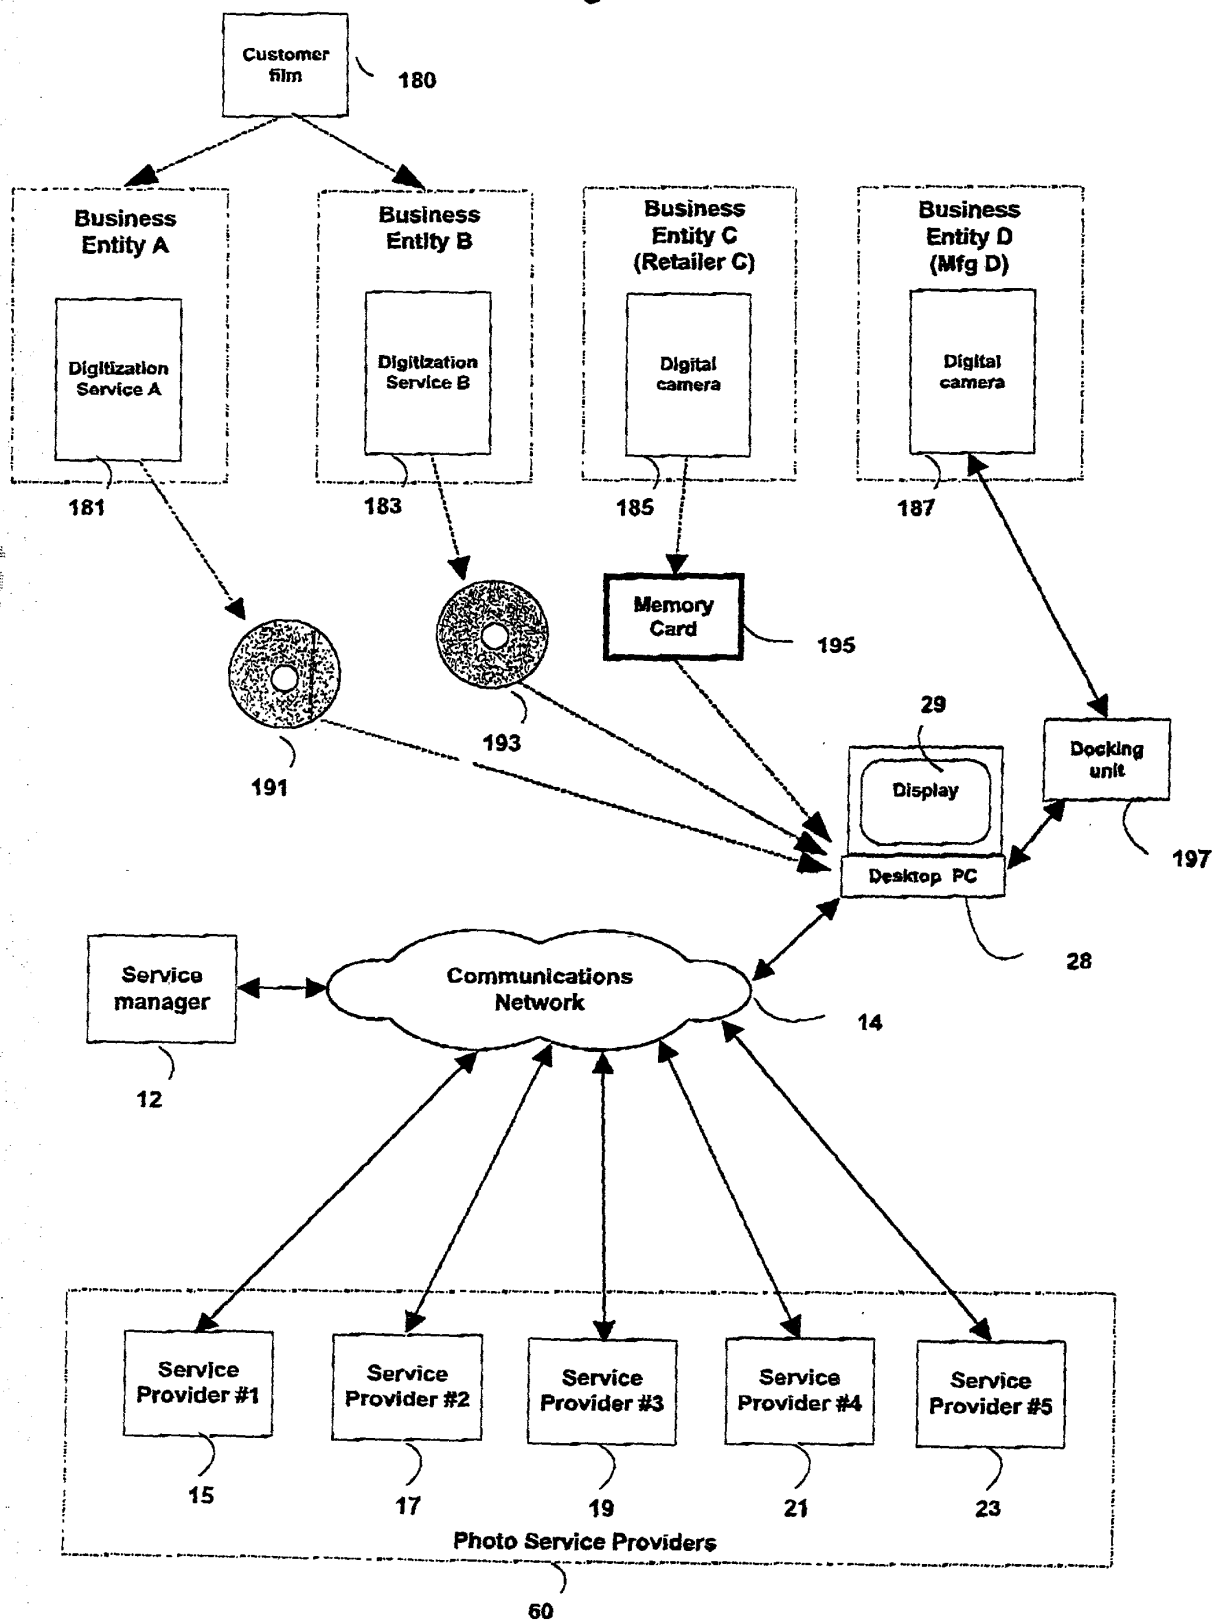 Customer
film
180
Business
Entity A
Business
Entity B
Business
Entity C
(Retailer C)
Business
Entity D
(Mfg D)
Digitization
Service A
Digitization
Service B
Digital
camera
Digital
camera
181
183
185
187
Memory
Card
195
191
193
29
Display
Docking
unit
197
Desktop PC
28
Service
manager
12
Communications
Network
14
Service
Provider #1
Service
Provider #2
Service
Provider #3
Service
Provider #4
Service
Provider #5
15
17
19
21
23
Photo Service Providers
60